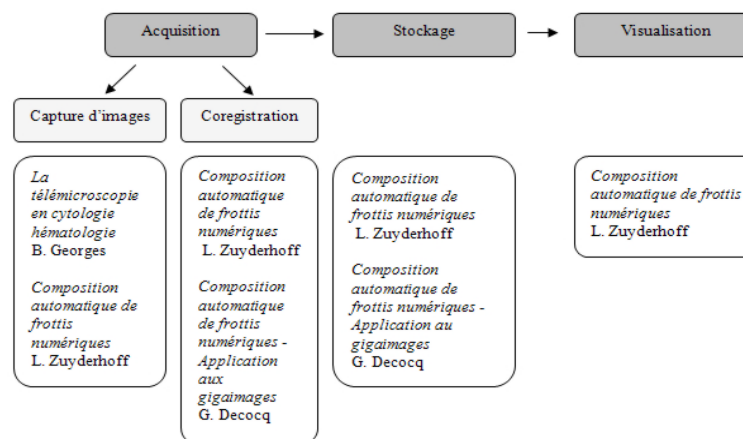 Acquisition
Stockage
Visualisation
Capture d'images
Coregistration
La
télémicroscopie
en cytologie
hématologie
B. Georges
Composition
automatique de
frottis
numériques
L. Zuyderhoff
Composition
automatique
de frottis
numériques
L. Zuyderhoff
Composition
automatique
de frottis
numériques -
Application
aux
gigaimages
G. Decocq
Composition
automatique de
frottis numériques
L. Zuyderhoff
Composition
automatique de
frottis numériques -
Application au
gigaimages
G. Decocq
Composition
automatique de frottis
numériques
L. Zuyderhoff